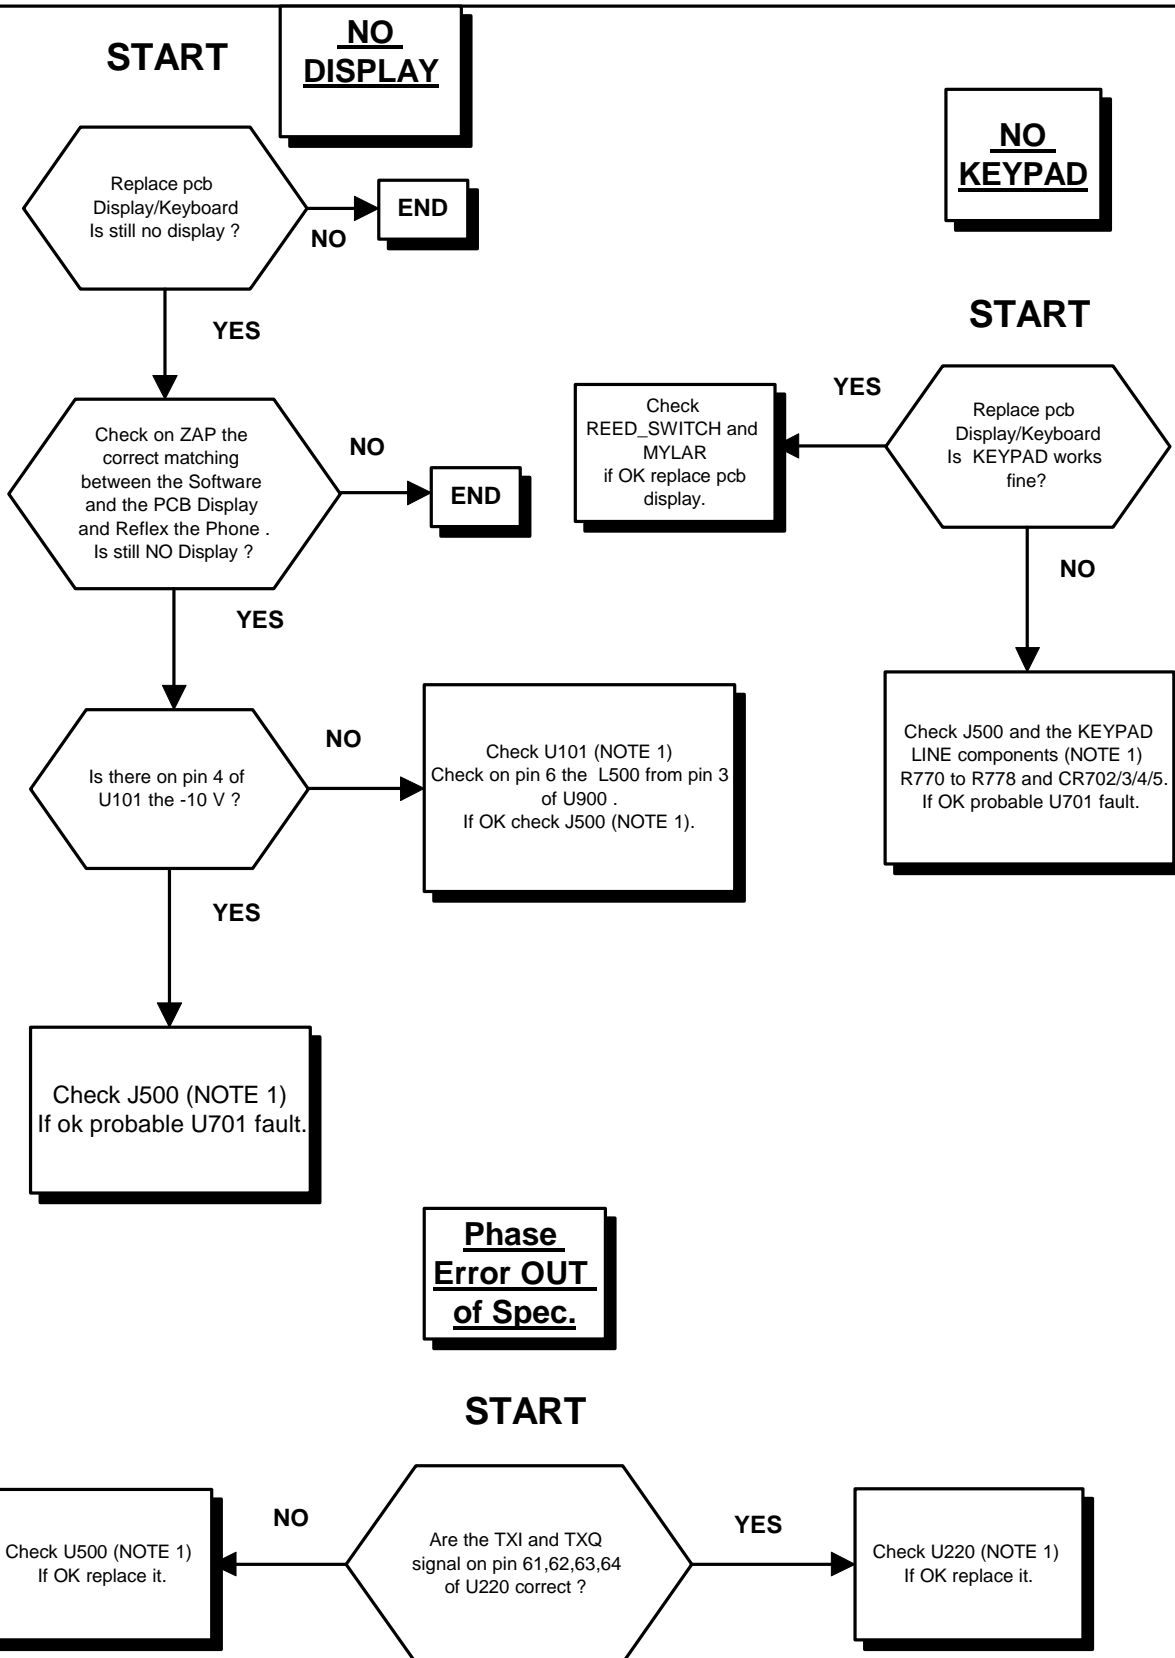 START
NO
DISPLAY
Replace pcb
Display/Keyboard
Is still no display ?
NO
END
YES
Check on ZAP the
correct matching
between the Software
and the PCB Display
and Reflex the Phone .
Is still NO Display ?
NO
END
YES
Is there on pin 4 of
U101 the -10 V ?
NO
Check U101 (NOTE 1)
Check on pin 6 the L500 from pin 3
of U900 .
If OK check J500 (NOTE 1).
YES
Check J500 (NOTE 1)
If ok probable U701 fault.
NO
KEYPAD
START
Replace pcb
Display/Keyboard
Is KEYPAD works
fine?
YES
Check
REED_SWITCH and
MYLAR
if OK replace pcb
display.
NO
Check J500 and the KEYPAD
LINE components (NOTE 1)
R770 to R778 and CR702/3/4/5.
If OK probable U701 fault.
Phase
Error OUT
of Spec.
START
Are the TXI and TXQ
signal on pin 61,62,63,64
of U220 correct ?
NO
Check U500 (NOTE 1)
If OK replace it.
YES
Check U220 (NOTE 1)
If OK replace it.